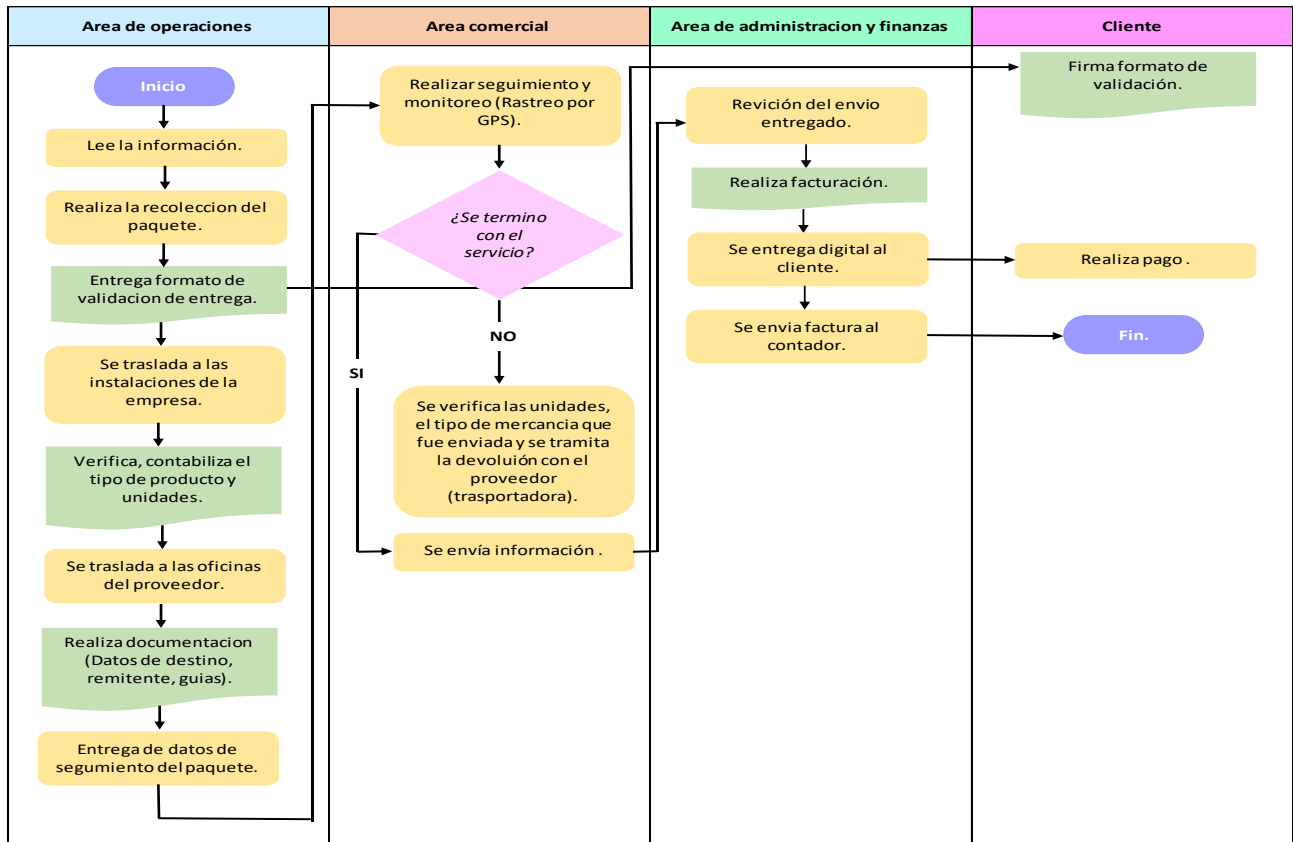 Area de operaciones
Area comercial
Area de administracion y finanzas
Cliente
Inicio
Lee la información.
Realiza la recoleccion del
paquete.
Entrega formato de
validacion de entrega.
Se traslada a las
instalaciones de la
empresa.
Verifica, contabiliza el
tipo de producto y
unidades.
Se traslada a las oficinas
del proveedor.
Realiza documentacion
(Datos de destino,
remitente, guias).
Entrega de datos de
segumiento del paquete.
Realizar seguimiento y
monitoreo (Rastreo por
GPS).
¿Se termino
con el
servicio?
NO
SI
Se verifica las unidades,
el tipo de mercancia que
fue enviada y se tramita
la devoluión con el
proveedor
(trasportadora).
Se envía información .
Revición del envio
entregado.
Realiza facturación.
Se entrega digital al
cliente.
Se envia factura al
contador.
Firma formato de
validación.
Realiza pago .
Fin.